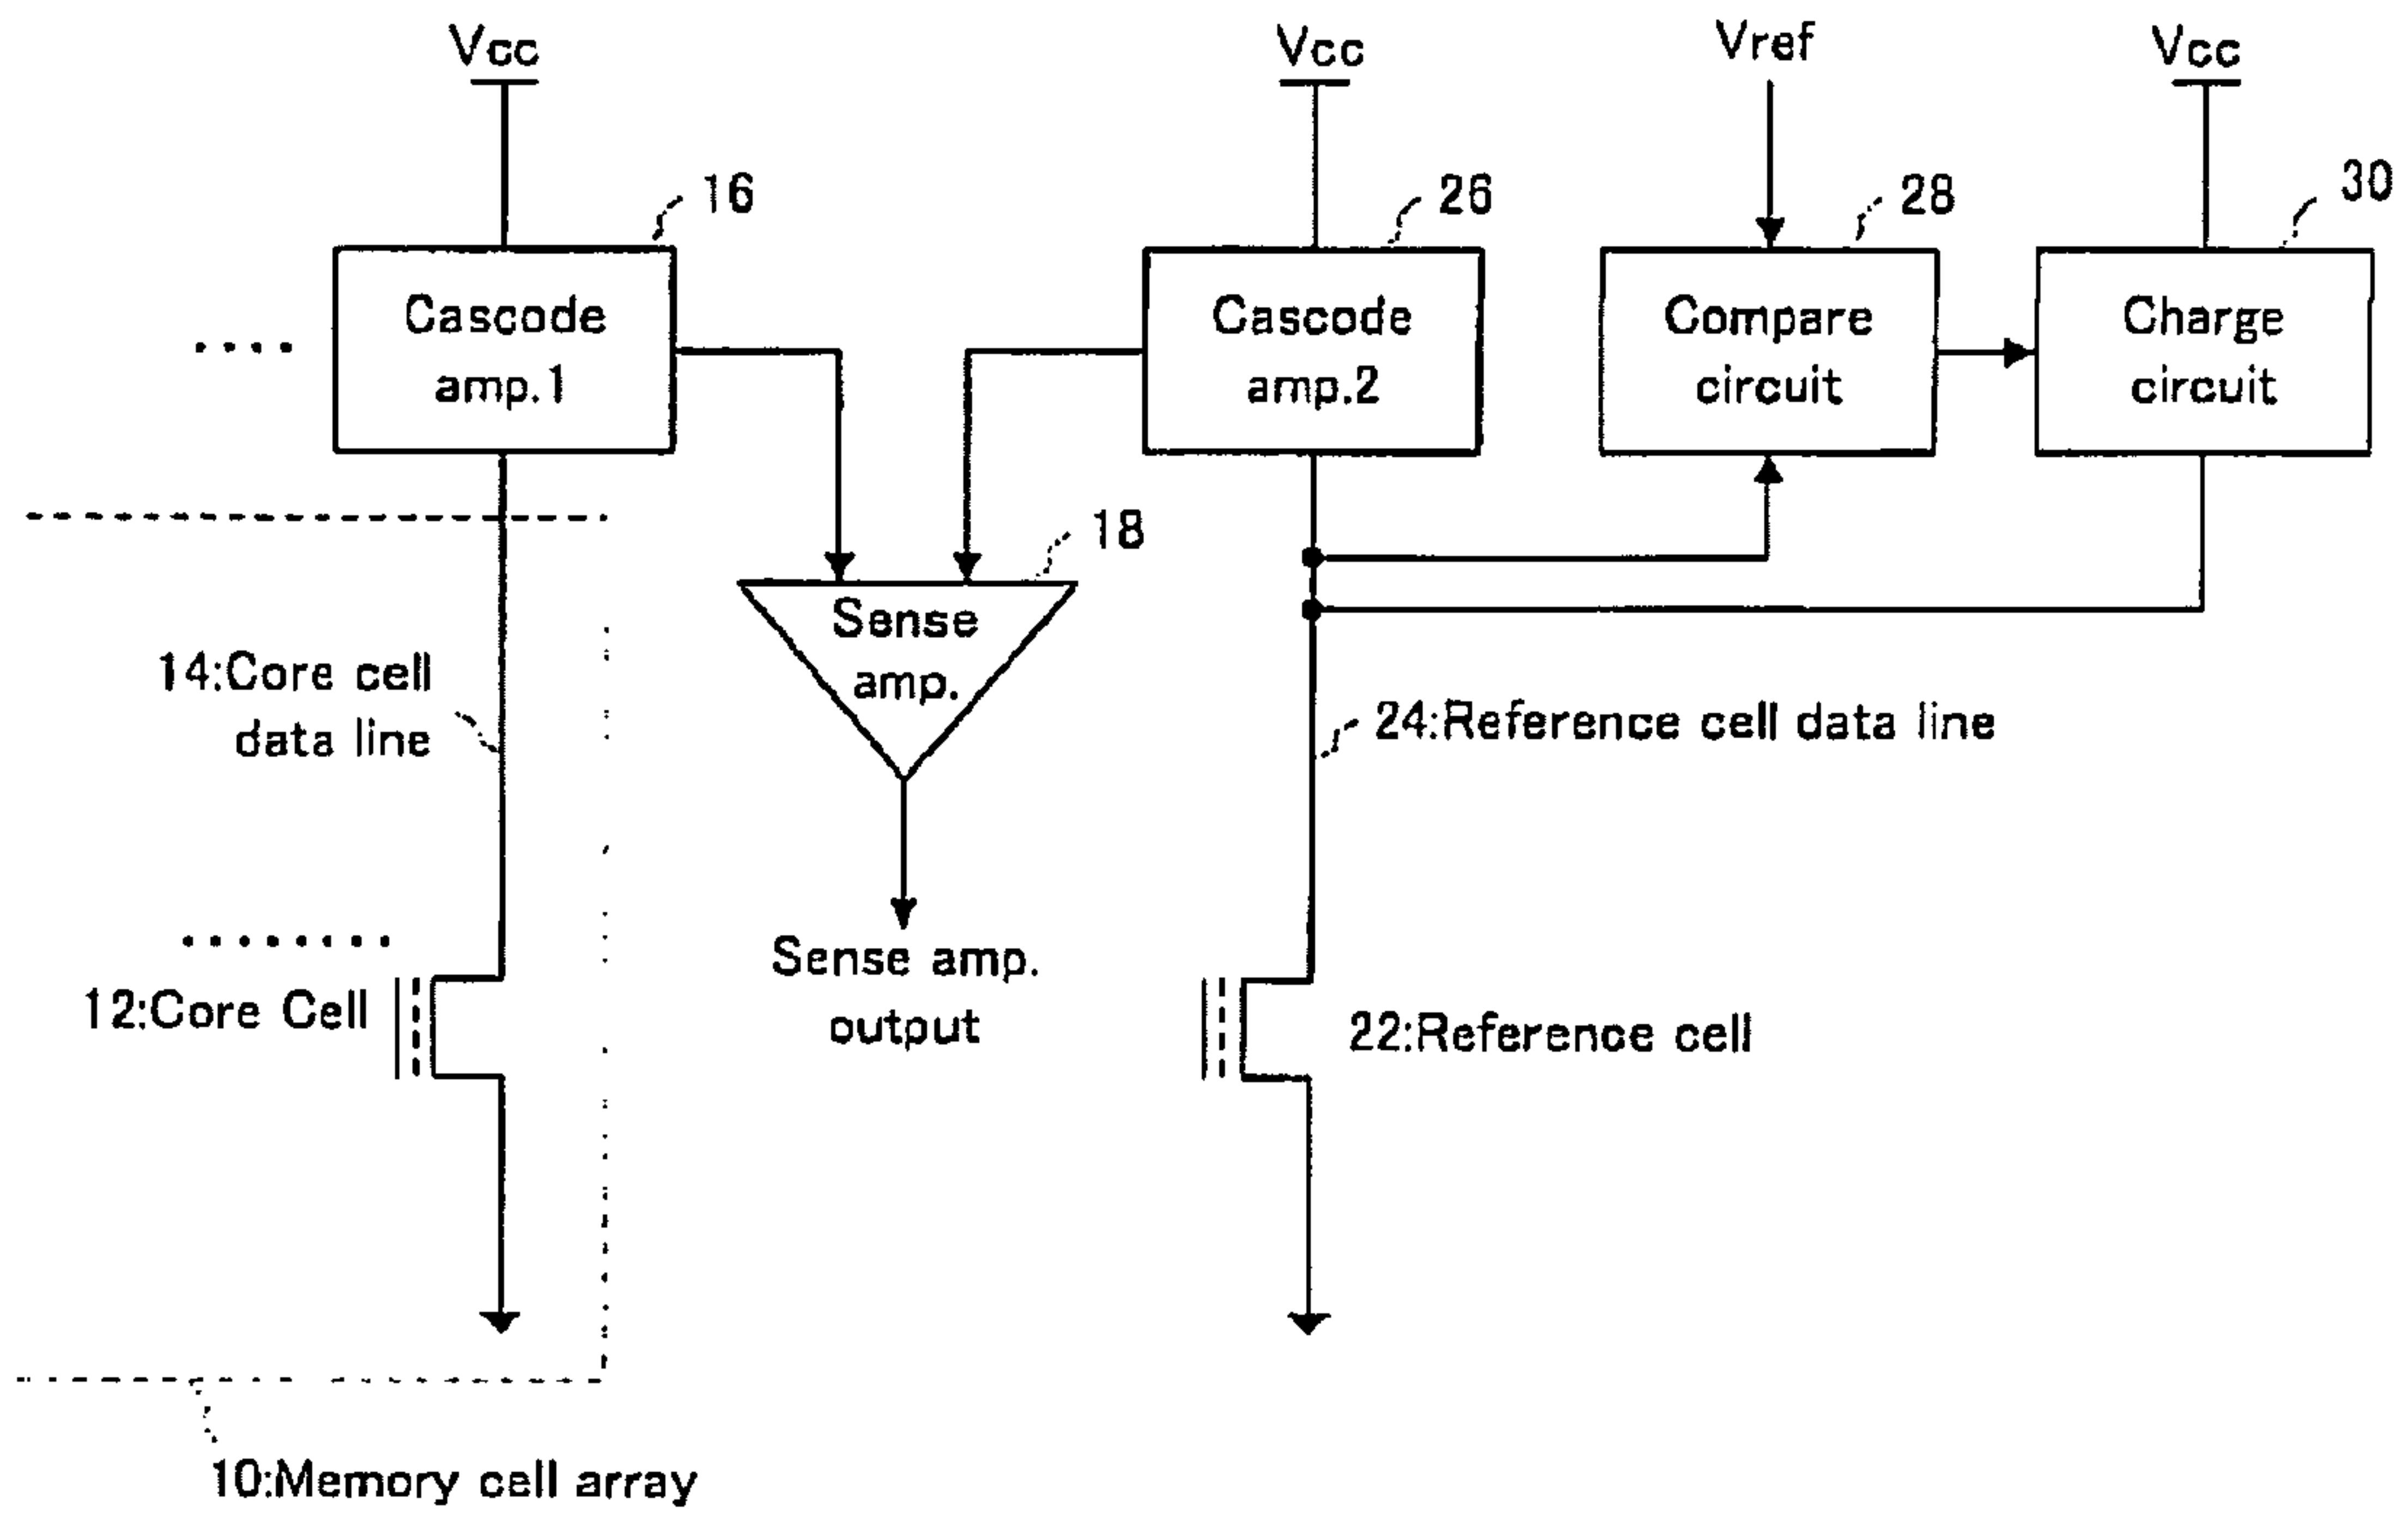 Vcc
Vcc
Vref
Vcc
16
26
28
30
Cascode
amp.1
Cascode
amp.2
Compare
circuit
Charge
circuit
18
Sense
amp.
14:Core cell
data line
24:Reference cell data line
Sense amp.
output
12:Core Cell
22:Reference cell
10:Memory cell array